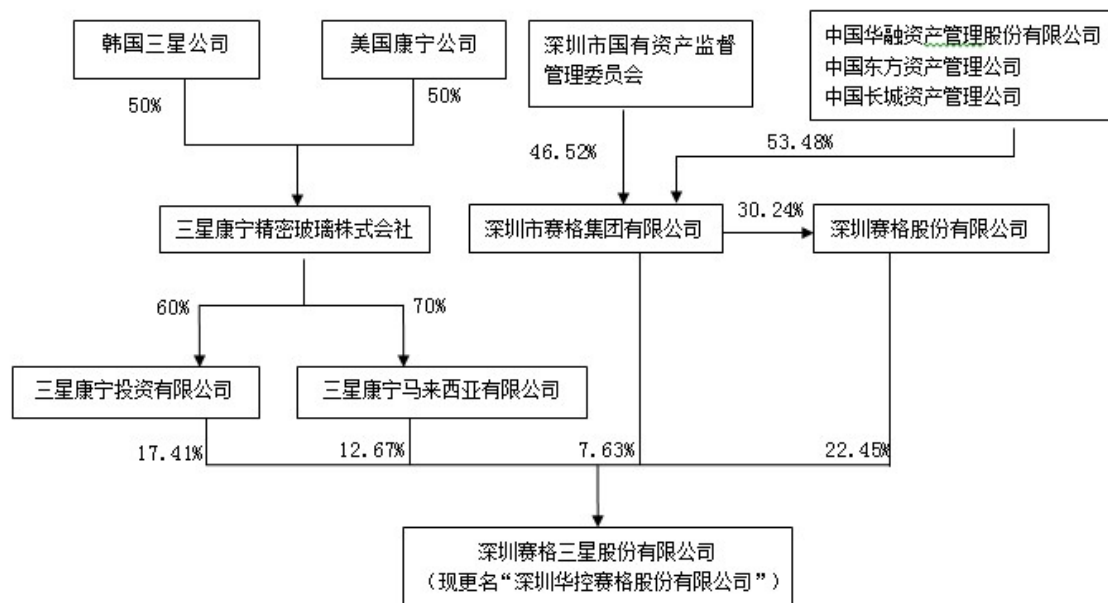 韩国三星公司
美国康宁公司
深圳市国有资产监督
管理委员会
中国华融资产管理股份有限公司
中国东方资产管理公司
中国长城资产管理公司
50%
50%
46.52%
53.48%
三星康宁精密玻璃株式会社
深圳市赛格集团有限公司
30.24%
深圳赛格股份有限公司
60%
70%
三星康宁投资有限公司
三星康宁马来西亚有限公司
17.41%
12.67%
7.63%
22.45%
深圳赛格三星股份有限公司
（现更名“深圳华控赛格股份有限公司”）